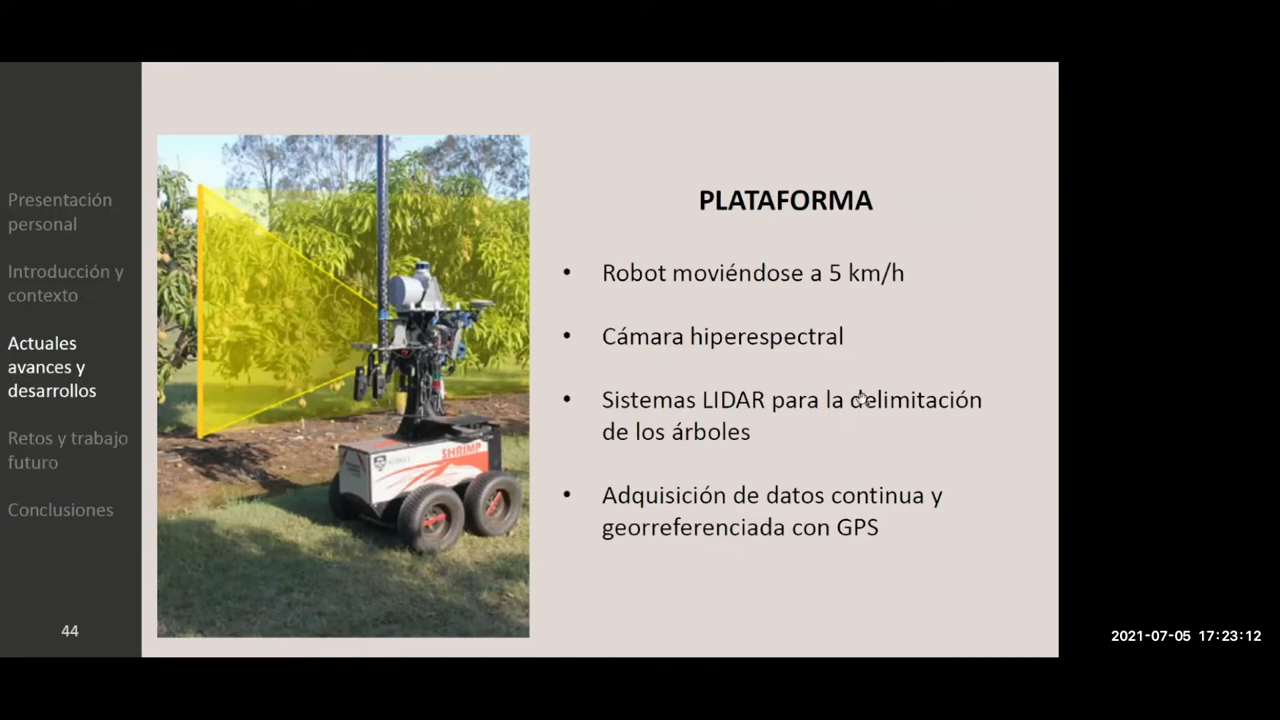 Presentación
personal
Introducción y
contexto
Actuales
avances y
desarrollos
Retos y trabajo
futuro
Conclusiones
44
SHRIMP
PLATAFORMA
• Robot moviéndose a 5 km/h
• Cámara hiperespectral
• Sistemas LIDAR para la delimitación
de los árboles
• Adquisición de datos continua y
georreferenciada con GPS
2021-07-05 17:23:12